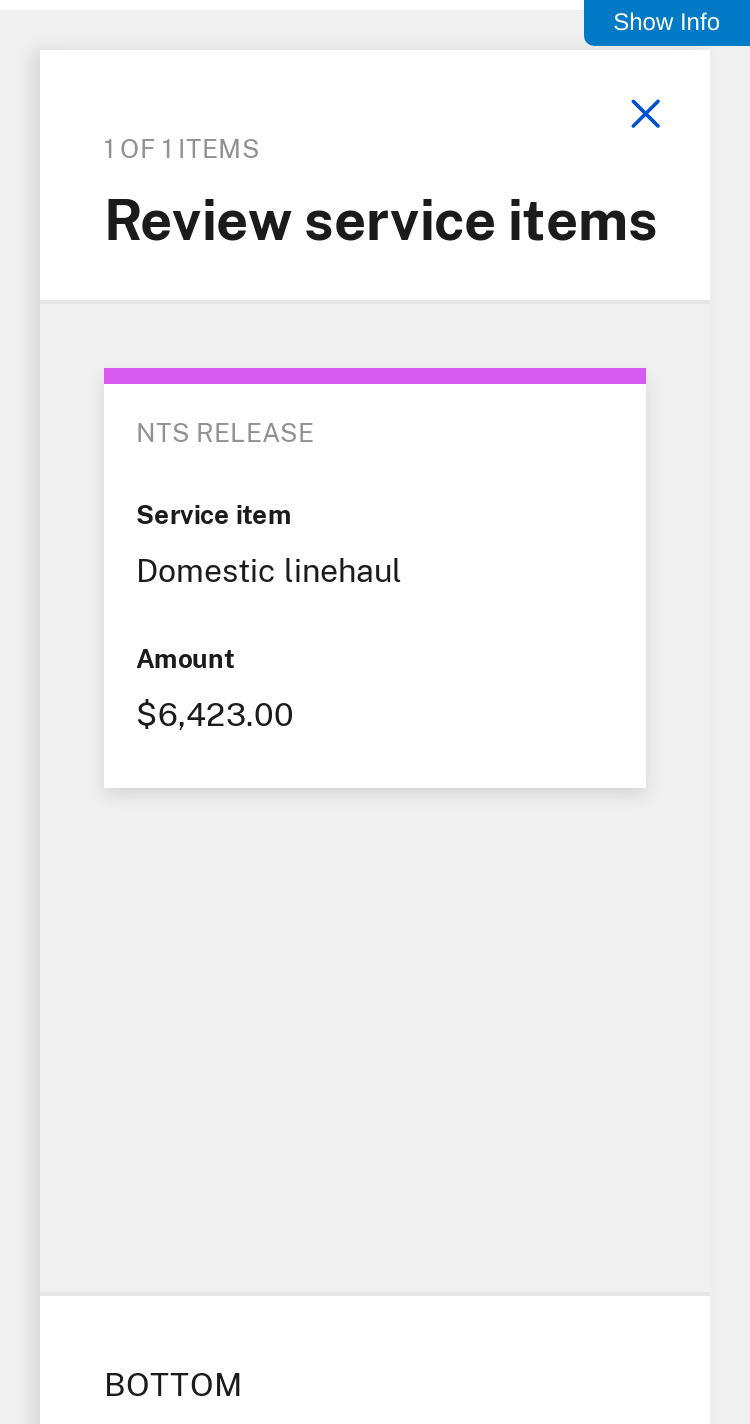 Show Info
1 OF 1 ITEMS
Review service items
NTS RELEASE
Service item
Domestic linehaul
Amount
$6,423.00
BOTTOM